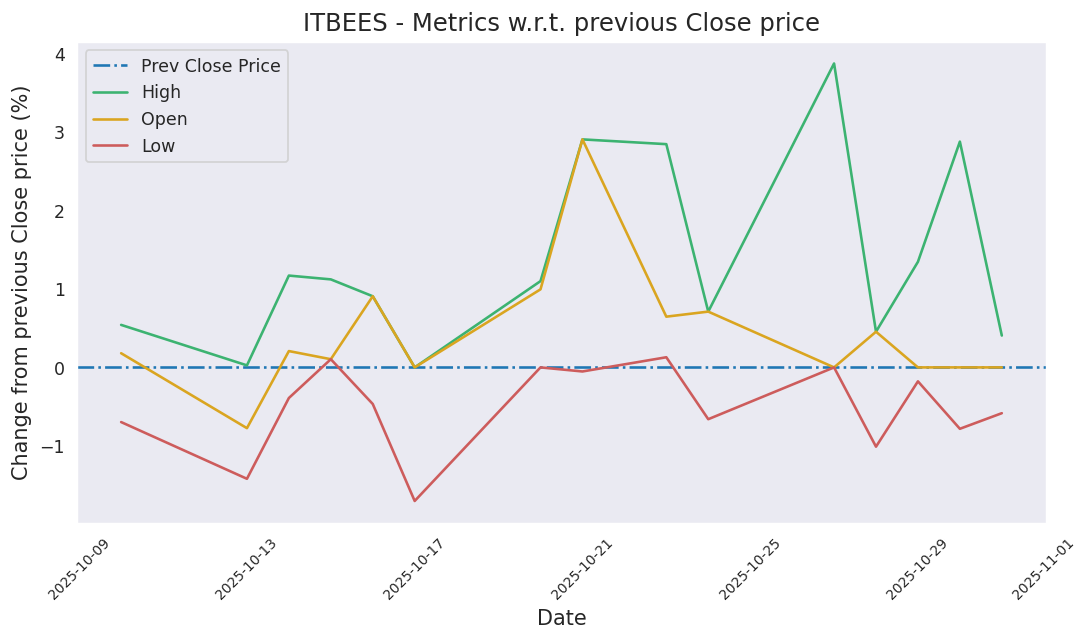 ITBEES - Metrics w.r.t. previous Close price
Prev Close Price
High
Open
Low
Change from previous Close price (%)
4
3
2
1
0
−1
2025-10-09
2025-10-13
2025-10-17
2025-10-21
2025-10-25
2025-10-29
2025-11-01
Date